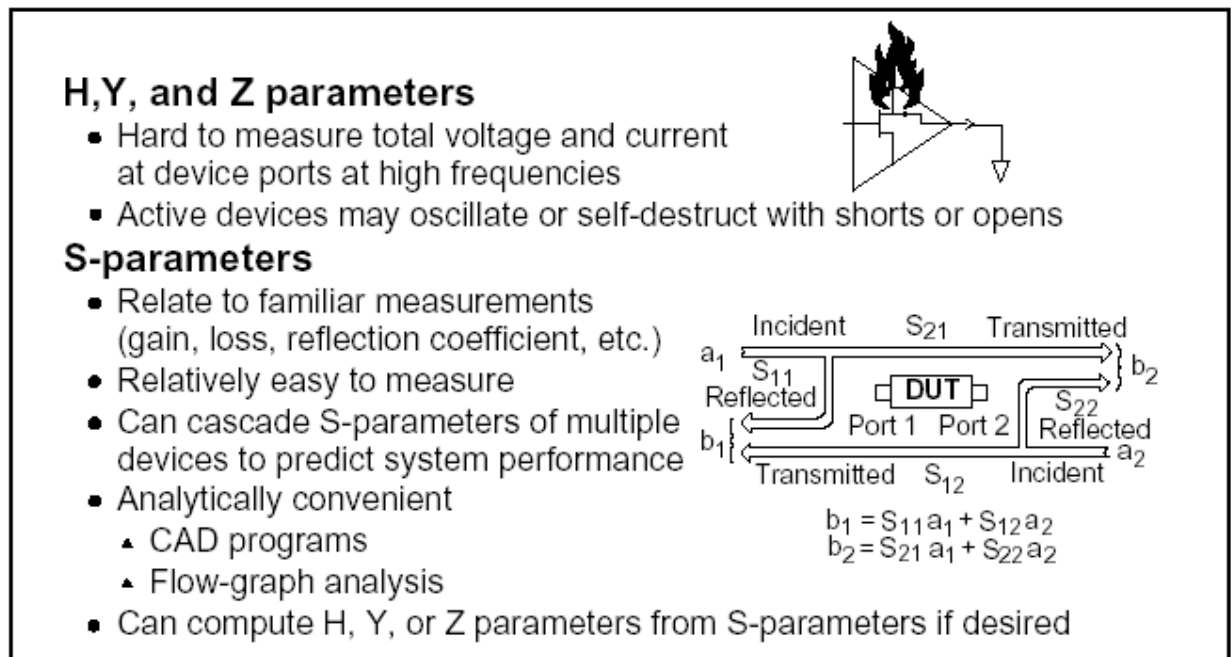 H,Y, and Z parameters
• Hard to measure total voltage and current
at device ports at high frequencies
• Active devices may oscillate or self-destruct with shorts or opens
S-parameters
• Relate to familiar measurements
(gain, loss, reflection coefficient, etc.)
• Relatively easy to measure
• Can cascade S-parameters of multiple
devices to predict system performance
• Analytically convenient
▲ CAD programs
▲ Flow-graph analysis
• Can compute H, Y, or Z parameters from S-parameters if desired
Incident S21 Transmitted
a1
S11
Reflected
DUT
Port 1 Port 2
b2
S22
Reflected
b1
a2
Transmitted S12 Incident
b1 = S11 a1 + S12 a2
b2 = S21 a1 + S22 a2